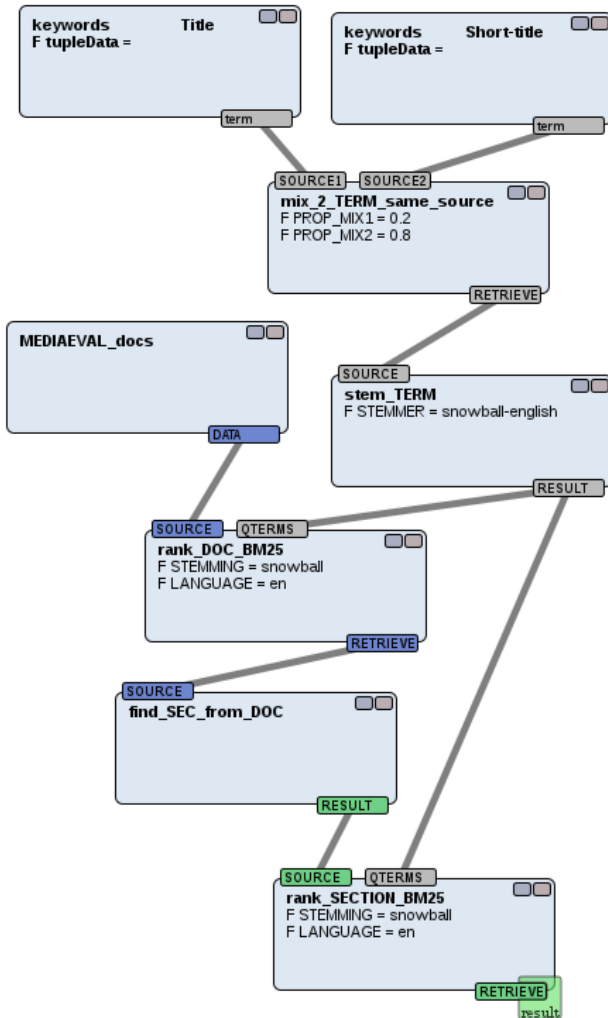 keywords Title
F tupleData =
term
keywords Short-title
F tupleData =
term
SOURCE1 SOURCE2
mix_2_TERM_same_source
F PROP_MIX1 = 0.2
F PROP_MIX2 = 0.8
RETRIEVE
MEDIAEVAL_docs
DATA
SOURCE
stem_TERM
F STEMMER = snowball-english
RESULT
SOURCE QTERMS
rank_DOC_BM25
F STEMMING = snowball
F LANGUAGE = en
RETRIEVE
SOURCE
find_SEC_from_DOC
RESULT
SOURCE QTERMS
rank_SECTION_BM25
F STEMMING = snowball
F LANGUAGE = en
RETRIEVE
result